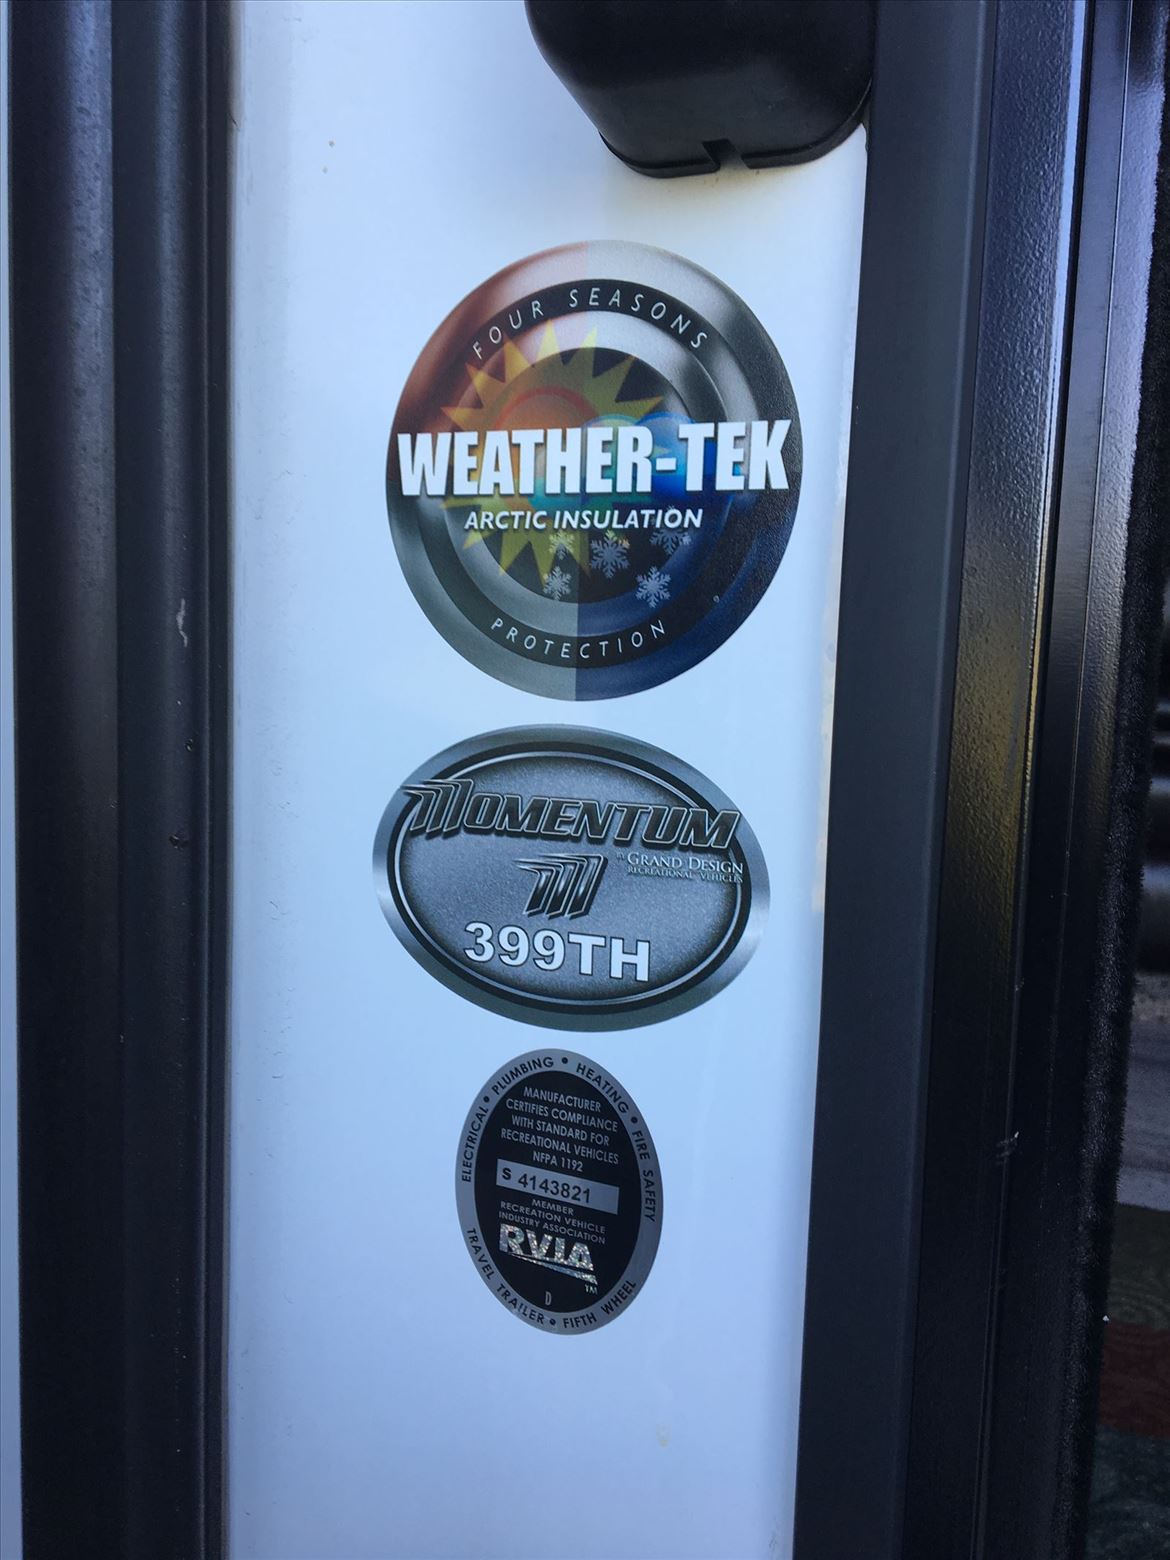 FOUR SEASONS
WEATHER-TEK
ARCTIC INSULATION
PROTECTION
MOMENTUM
BY GRAND DESIGN
RECREATIONAL VEHICLES
399TH
ELECTRICAL • PLUMBING • HEATING • FIRE SAFETY
MANUFACTURER
CERTIFIES COMPLIANCE
WITH STANDARD FOR
RECREATIONAL VEHICLES
NFPA 1192
S 4143821
MEMBER
RECREATION VEHICLE
INDUSTRY ASSOCIATION
RVIA
TM
D
TRAVEL TRAILER • FIFTH WHEEL